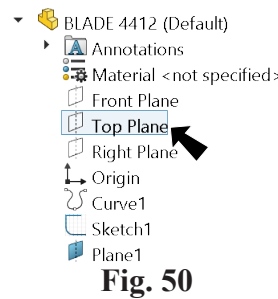 BLADE 4412 (Default)
Annotations
Material <not specified>
Front Plane
Top Plane
Right Plane
Origin
Curve1
Sketch1
Plane1
Fig. 50